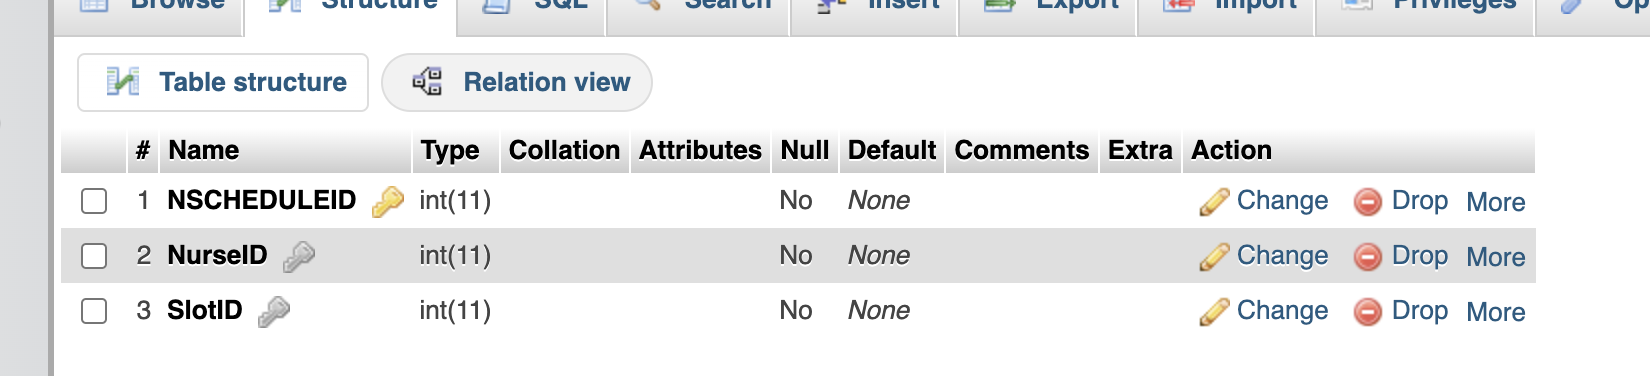 Browse Structure SQL Search Insert Export Import Privileges
Table structure Relation view
# Name Type Collation Attributes Null Default Comments Extra Action
1 NSCHEDULEID int(11) No None Change Drop More
2 NurseID int(11) No None Change Drop More
3 SlotID int(11) No None Change Drop More